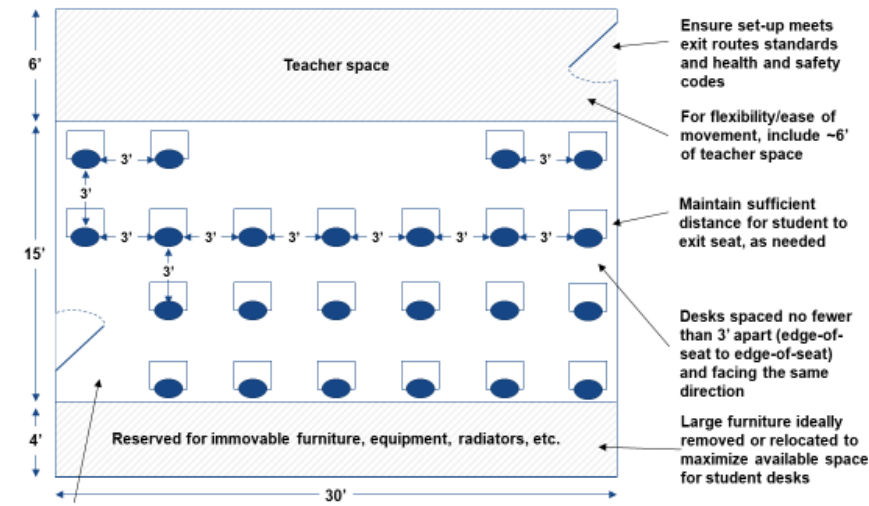 Ensure set-up meets
exit routes standards
and health and safety
codes
6’
Teacher space
For flexibility/ease of
movement, include ~6’
of teacher space
3’
3’
3’
Maintain sufficient
distance for student to
exit seat, as needed
3’
3’
3’
3’
3’
3’
15’
3’
Desks spaced no fewer
than 3’ apart (edge-of-
seat to edge-of-seat)
and facing the same
direction
4’
Reserved for immovable furniture, equipment, radiators, etc.
Large furniture ideally
removed or relocated to
maximize available space
for student desks
30’